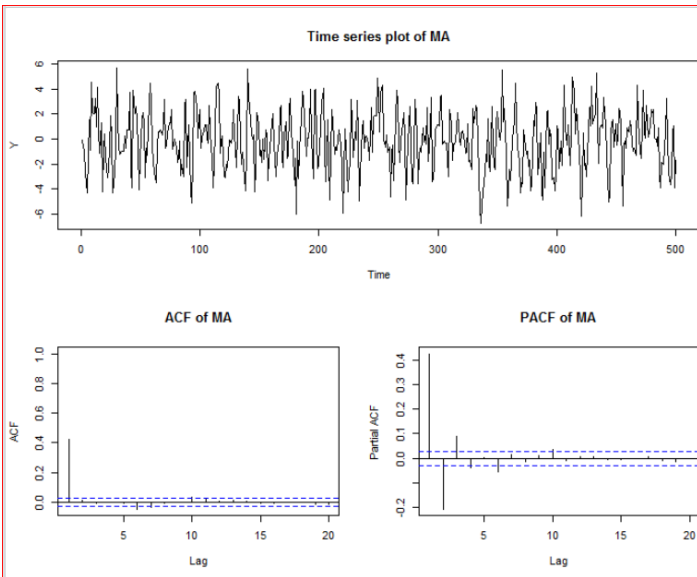 Time series plot of MA
6
4
2
0
-2
-4
-6
Y
0 100 200 300 400 500
Time
ACF of MA
PACF of MA
1.0
0.8
0.6
0.4
0.2
0.0
ACF
5 10 15 20
Lag
0.4
0.3
0.2
0.1
0.0
-0.2
Partial ACF
5 10 15 20
Lag